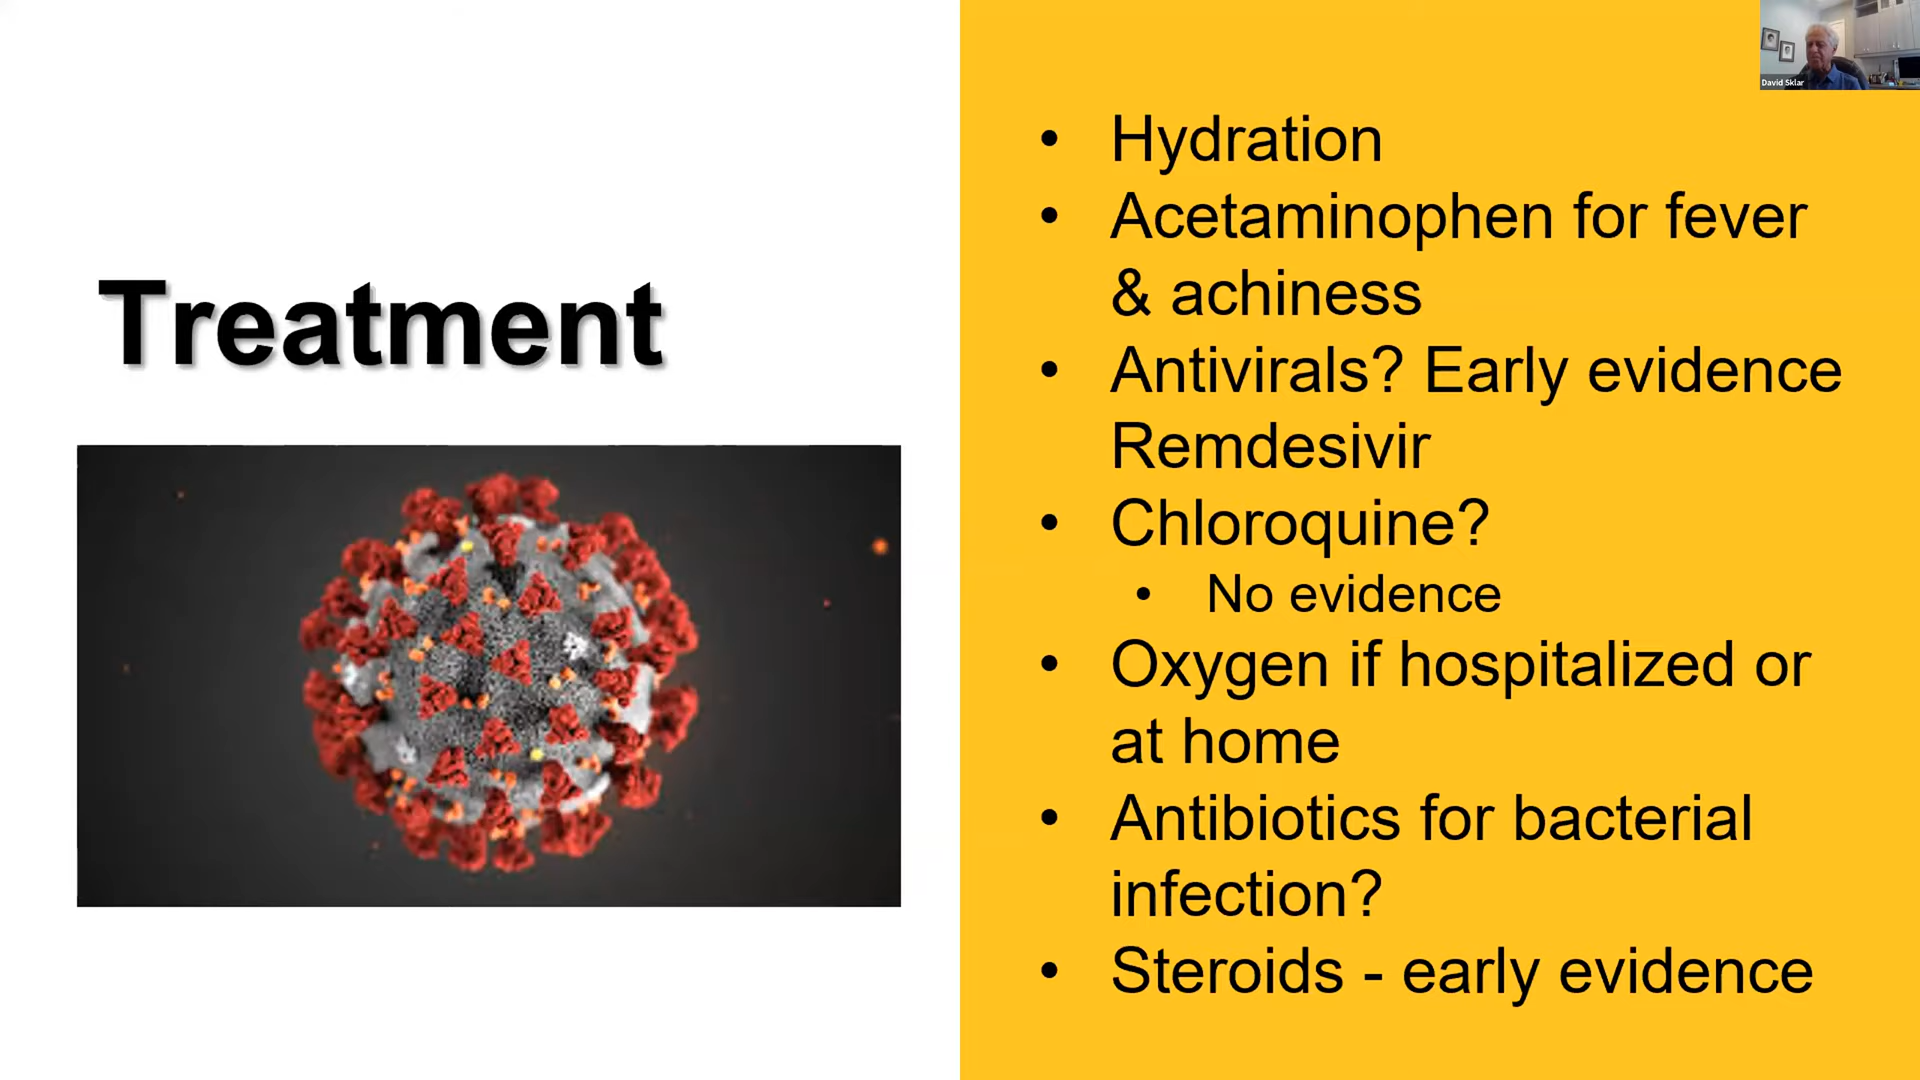 Treatment
• Hydration
• Acetaminophen for fever
& achiness
• Antivirals? Early evidence
Remdesivir
• Chloroquine?
• No evidence
• Oxygen if hospitalized or
at home
• Antibiotics for bacterial
infection?
• Steroids - early evidence
David Sklar